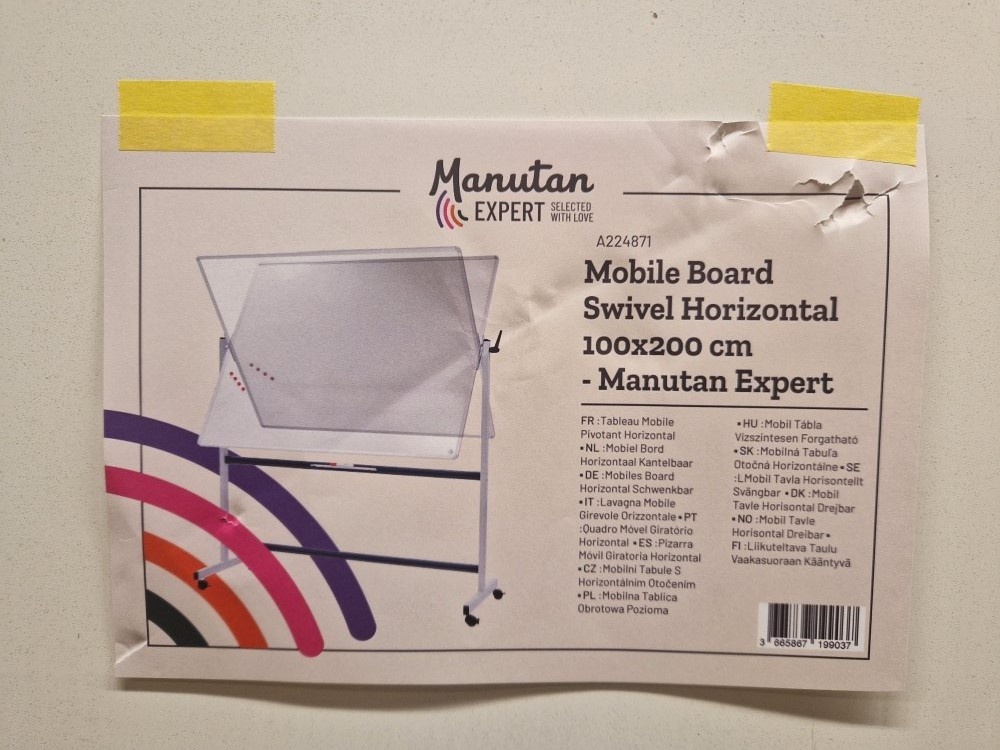 Manutan
EXPERT SELECTED
WITH LOVE
A224871
Mobile Board
Swivel Horizontal
100x200 cm
- Manutan Expert
FR :Tableau Mobile
Pivotant Horizontal
• NL :Mobiel Bord
Horizontaal Kantelbaar
• DE :Mobiles Board
Horizontal Schwenkbar
• IT :Lavagna Mobile
Girevole Orizzontale • PT
:Quadro Móvel Giratório
Horizontal • ES :Pizarra
Móvil Giratoria Horizontal
• CZ :Mobilní Tabule S
Horizontálním Otočením
• PL :Mobilna Tablica
Obrotowa Pozioma
• HU :Mobil Tábla
Vízszintesen Forgatható
• SK :Mobilná Tabuľa
Otočná Horizontálne • SE
:LMobil Tavla Horisontellt
Svängbar • DK :Mobil
Tavle Horisontal Drejbar
• NO :Mobil Tavle
Horisontal Dreibar •
FI :Liikuteltava Taulu
Vaakasuoraan Kääntyvä
3 665867 199037